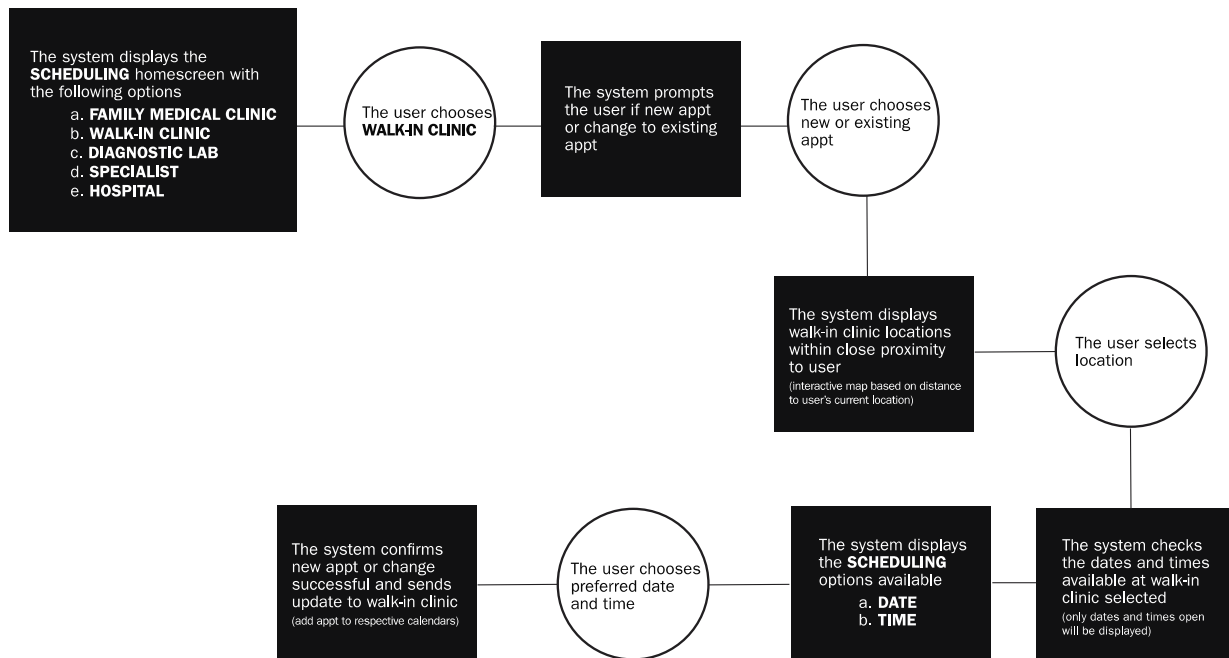 The system displays the
SCHEDULING homescreen with
the following options
a. FAMILY MEDICAL CLINIC
b. WALK-IN CLINIC
c. DIAGNOSTIC LAB
d. SPECIALIST
e. HOSPITAL
The user chooses
WALK-IN CLINIC
The system prompts
the user if new appt
or change to existing
appt
The user chooses
new or existing
appt
The system displays
walk-in clinic locations
within close proximity
to user
(interactive map based on distance
to user's current location)
The user selects
location
The system checks
the dates and times
available at walk-in
clinic selected
(only dates and times open
will be displayed)
The system displays
the SCHEDULING
options available
a. DATE
b. TIME
The user chooses
preferred date
and time
The system confirms
new appt or change
successful and sends
update to walk-in clinic
(add appt to respective calendars)